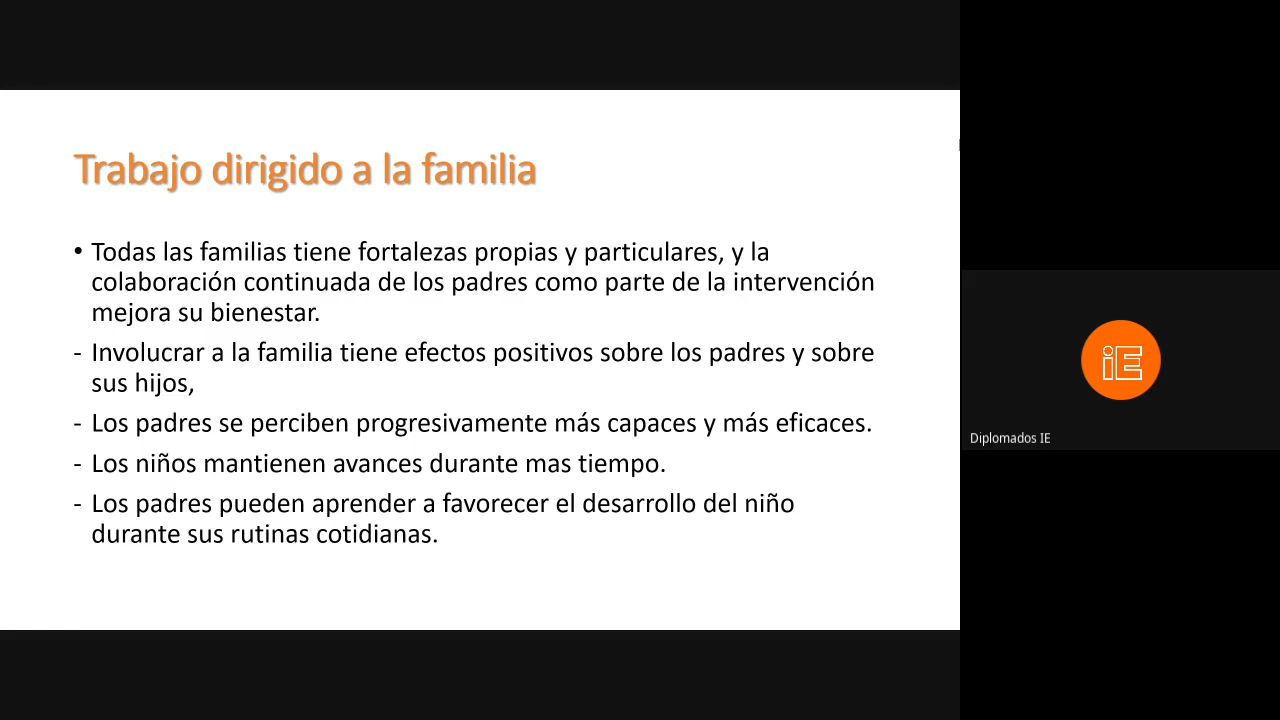 Trabajo dirigido a la familia
• Todas las familias tiene fortalezas propias y particulares, y la
colaboración continuada de los padres como parte de la intervención
mejora su bienestar.
- Involucrar a la familia tiene efectos positivos sobre los padres y sobre
sus hijos,
- Los padres se perciben progresivamente más capaces y más eficaces.
- Los niños mantienen avances durante mas tiempo.
- Los padres pueden aprender a favorecer el desarrollo del niño
durante sus rutinas cotidianas.
iE
Diplomados IE